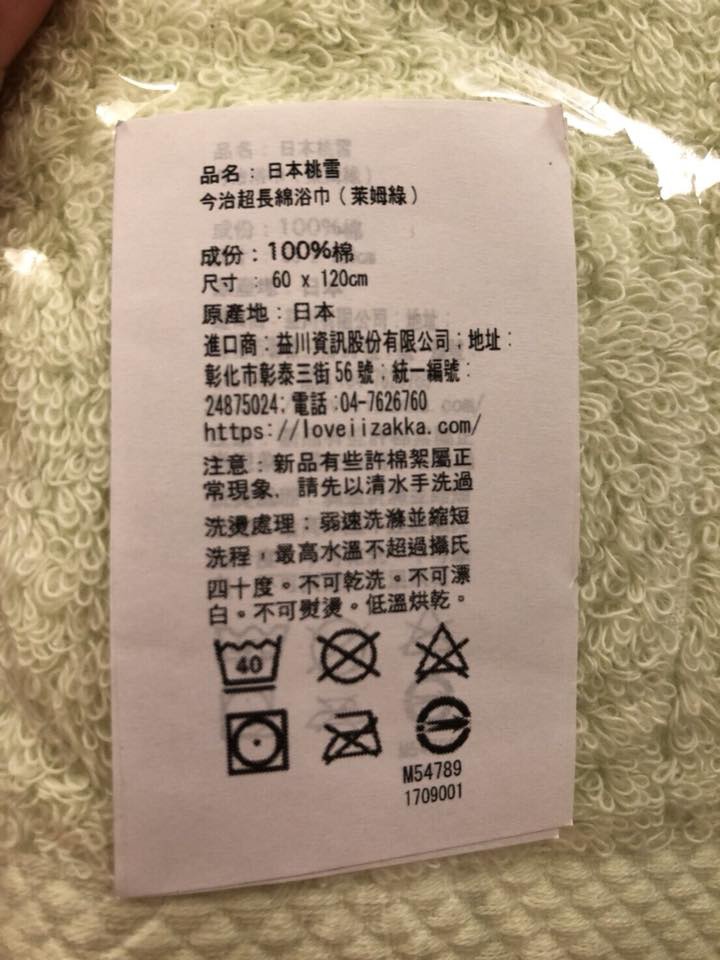 品名：日本桃雪
今治超長綿浴巾（萊姆綠）
成份：100%棉
尺寸：60 x 120cm
原產地：日本
進口商：益川資訊股份有限公司；地址：
彰化市彰泰三街56號；統一編號：
24875024；電話：04-7626760
https://loveiizakka.com/
注意：新品有些許棉絮屬正
常現象，請先以清水手洗過
洗燙處理：弱速洗滌並縮短
洗程，最高水溫不超過攝氏
四十度。不可乾洗。不可漂
白。不可熨燙。低溫烘乾。
40
M54789
1709001